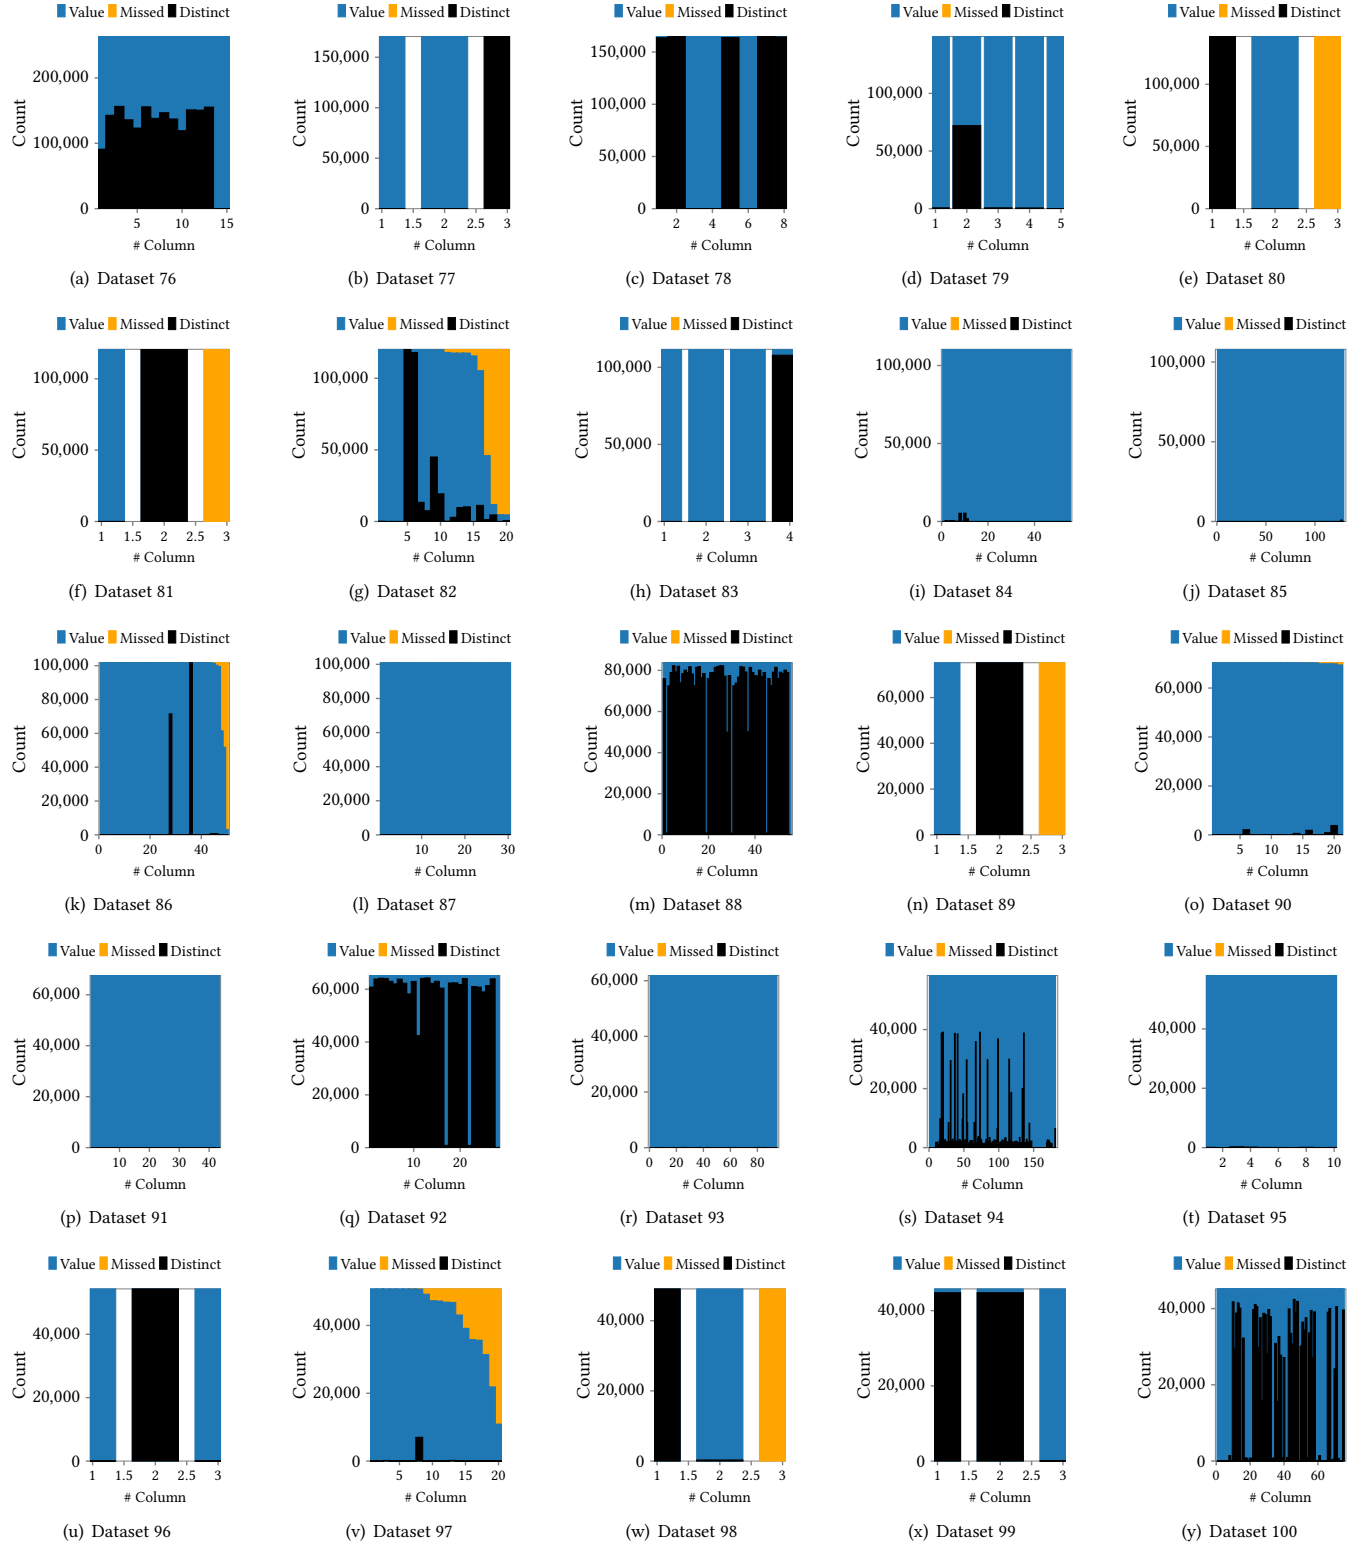 Value Missed Distinct Value Missed Distinct Value Missed Distinct Value Missed Distinct Value Missed Distinct
200,000 150,000 150,000 100,000 100,000
100,000 100,000 100,000 50,000 50,000
50,000 50,000
0 0 0 0 0
Count Count Count Count Count
5 10 15 1 1.5 2 2.5 3 2 4 6 8 1 2 3 4 5 1 1.5 2 2.5 3
# Column # Column # Column # Column # Column
(a) Dataset 76 (b) Dataset 77 (c) Dataset 78 (d) Dataset 79 (e) Dataset 80
Value Missed Distinct Value Missed Distinct Value Missed Distinct Value Missed Distinct Value Missed Distinct
100,000 100,000 100,000 100,000 100,000
50,000 50,000 50,000 50,000 50,000
0 0 0 0 0
Count Count Count Count Count
1 1.5 2 2.5 3 5 10 15 20 1 2 3 4 0 20 40 0 50 100
# Column # Column # Column # Column # Column
(f) Dataset 81 (g) Dataset 82 (h) Dataset 83 (i) Dataset 84 (j) Dataset 85
Value Missed Distinct Value Missed Distinct Value Missed Distinct Value Missed Distinct Value Missed Distinct
100,000 100,000 80,000 60,000 60,000
80,000 80,000 60,000 40,000 40,000
60,000 60,000 40,000 20,000 20,000
40,000 40,000 20,000
20,000 20,000
0 0 0 0 0
Count Count Count Count Count
0 20 40 10 20 30 0 20 40 1 1.5 2 2.5 3 5 10 15 20
# Column # Column # Column # Column # Column
(k) Dataset 86 (l) Dataset 87 (m) Dataset 88 (n) Dataset 89 (o) Dataset 90
Value Missed Distinct Value Missed Distinct Value Missed Distinct Value Missed Distinct Value Missed Distinct
60,000 60,000 60,000 40,000 40,000
40,000 50,000 40,000 20,000 20,000
20,000 40,000 20,000
30,000
20,000
10,000
0 0 0 0 0
Count Count Count Count Count
10 20 30 40 10 20 0 20 40 60 80 0 50 100 150 2 4 6 8 10
# Column # Column # Column # Column # Column
(p) Dataset 91 (q) Dataset 92 (r) Dataset 93 (s) Dataset 94 (t) Dataset 95
Value Missed Distinct Value Missed Distinct Value Missed Distinct Value Missed Distinct Value Missed Distinct
40,000 50,000 40,000 40,000 40,000
20,000 40,000 20,000 20,000 20,000
30,000
20,000
10,000
0 0 0 0 0
Count Count Count Count Count
1 1.5 2 2.5 3 5 10 15 20 1 1.5 2 2.5 3 1 1.5 2 2.5 3 0 20 40 60
# Column # Column # Column # Column # Column
(u) Dataset 96 (v) Dataset 97 (w) Dataset 98 (x) Dataset 99 (y) Dataset 100